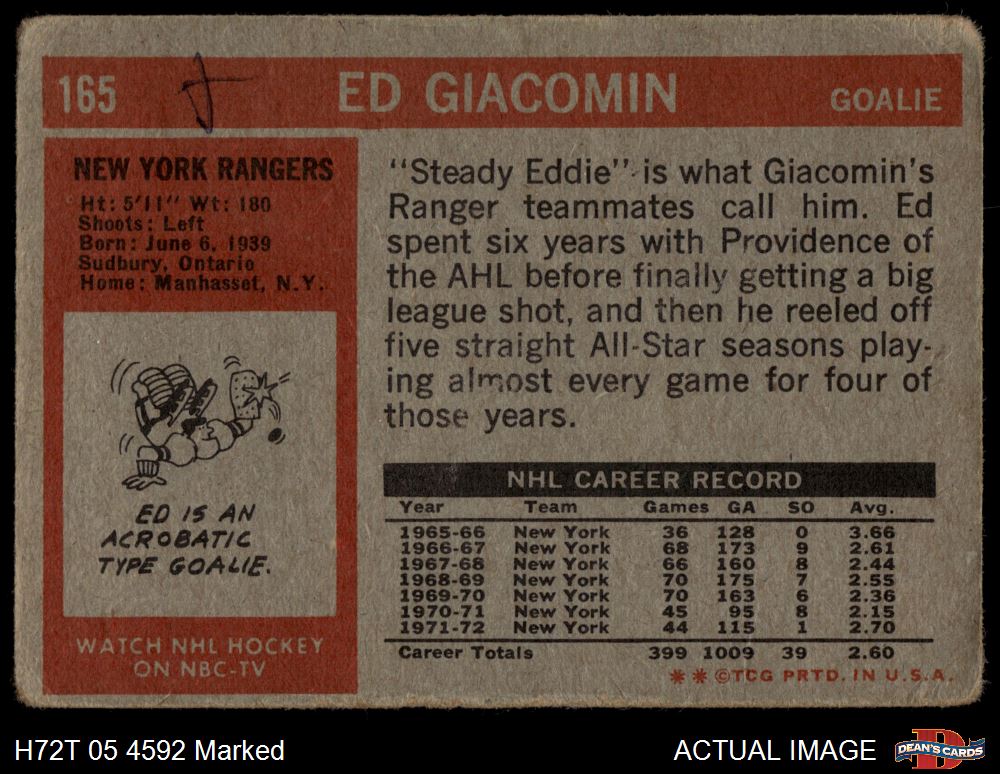 165 ED GIACOMIN GOALIE
NEW YORK RANGERS
Ht: 5'11" Wt: 180
Shoots: Left
Born: June 6, 1939
Sudbury, Ontario
Home: Manhasset, N.Y.
ED IS AN
ACROBATIC
TYPE GOALIE.
WATCH NHL HOCKEY
ON NBC-TV
"Steady Eddie" is what Giacomin's
Ranger teammates call him. Ed
spent six years with Providence of
the AHL before finally getting a big
league shot, and then he reeled off
five straight All-Star seasons play-
ing almost every game for four of
those years.
NHL CAREER RECORD
Year Team Games GA SO Avg.
1965-66 New York 36 128 0 3.66
1966-67 New York 68 173 9 2.61
1967-68 New York 66 160 8 2.44
1968-69 New York 70 175 7 2.55
1969-70 New York 70 163 6 2.36
1970-71 New York 45 95 8 2.15
1971-72 New York 44 115 1 2.70
Career Totals 399 1009 39 2.60
**©TCG PRTD. IN U.S.A.
H72T 05 4592 Marked
ACTUAL IMAGE
DEAN'S CARDS